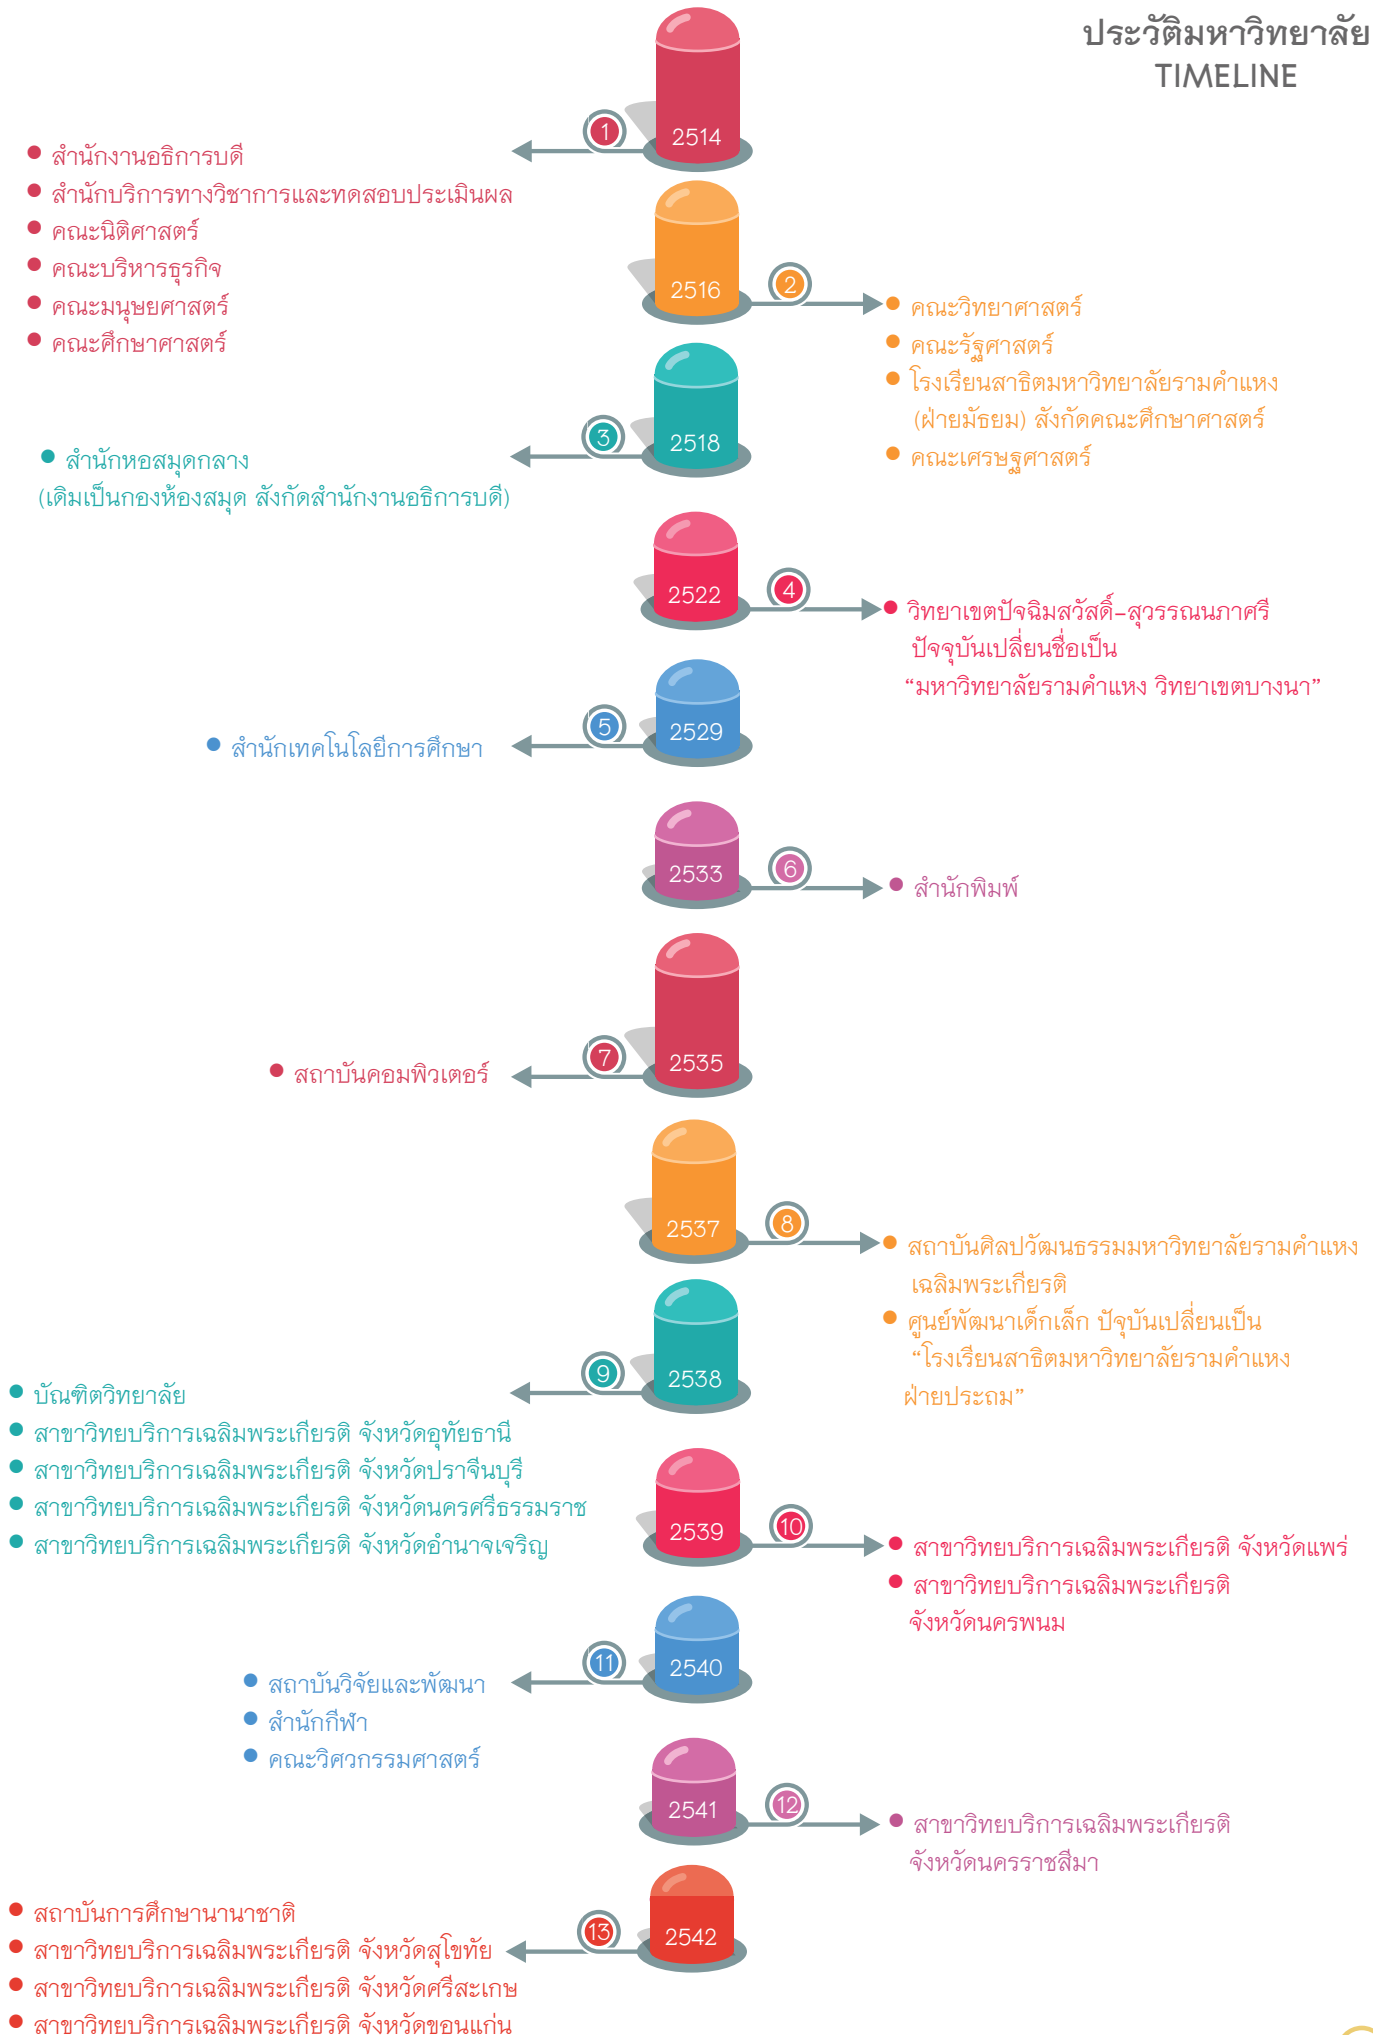 ประวัติมหาวิทยาลัย
TIMELINE
1
2514
สำนักงานอธิการบดี
สำนักบริการทางวิชาการและทดสอบประเมินผล
คณะนิติศาสตร์
คณะบริหารธุรกิจ
คณะมนุษยศาสตร์
คณะศึกษาศาสตร์
2516
2
คณะวิทยาศาสตร์
คณะรัฐศาสตร์
โรงเรียนสาธิตมหาวิทยาลัยรามคำแหง
(ฝ่ายมัธยม) สังกัดคณะศึกษาศาสตร์
คณะเศรษฐศาสตร์
3
2518
สำนักหอสมุดกลาง
(เดิมเป็นกองห้องสมุด สังกัดสำนักงานอธิการบดี)
2522
4
วิทยาเขตปัจฉิมสวัสดิ์-สุวรรณนภาศรี
ปัจจุบันเปลี่ยนชื่อเป็น
“มหาวิทยาลัยรามคำแหง วิทยาเขตบางนา”
5
2529
สำนักเทคโนโลยีการศึกษา
2533
6
สำนักพิมพ์
7
2535
สถาบันคอมพิวเตอร์
2537
8
สถาบันศิลปวัฒนธรรมมหาวิทยาลัยรามคำแหง
เฉลิมพระเกียรติ
ศูนย์พัฒนาเด็กเล็ก ปัจุบันเปลี่ยนเป็น
“โรงเรียนสาธิตมหาวิทยาลัยรามคำแหง
ฝ่ายประถม”
9
2538
บัณฑิตวิทยาลัย
สาขาวิทยบริการเฉลิมพระเกียรติ จังหวัดอุทัยธานี
สาขาวิทยบริการเฉลิมพระเกียรติ จังหวัดปราจีนบุรี
สาขาวิทยบริการเฉลิมพระเกียรติ จังหวัดนครศรีธรรมราช
สาขาวิทยบริการเฉลิมพระเกียรติ จังหวัดอำนาจเจริญ
2539
10
สาขาวิทยบริการเฉลิมพระเกียรติ จังหวัดแพร่
สาขาวิทยบริการเฉลิมพระเกียรติ
จังหวัดนครพนม
11
2540
สถาบันวิจัยและพัฒนา
สำนักกีฬา
คณะวิศวกรรมศาสตร์
2541
12
สาขาวิทยบริการเฉลิมพระเกียรติ
จังหวัดนครราชสีมา
13
2542
สถาบันการศึกษานานาชาติ
สาขาวิทยบริการเฉลิมพระเกียรติ จังหวัดสุโขทัย
สาขาวิทยบริการเฉลิมพระเกียรติ จังหวัดศรีสะเกษ
สาขาวิทยบริการเฉลิมพระเกียรติ จังหวัดขอนแก่น